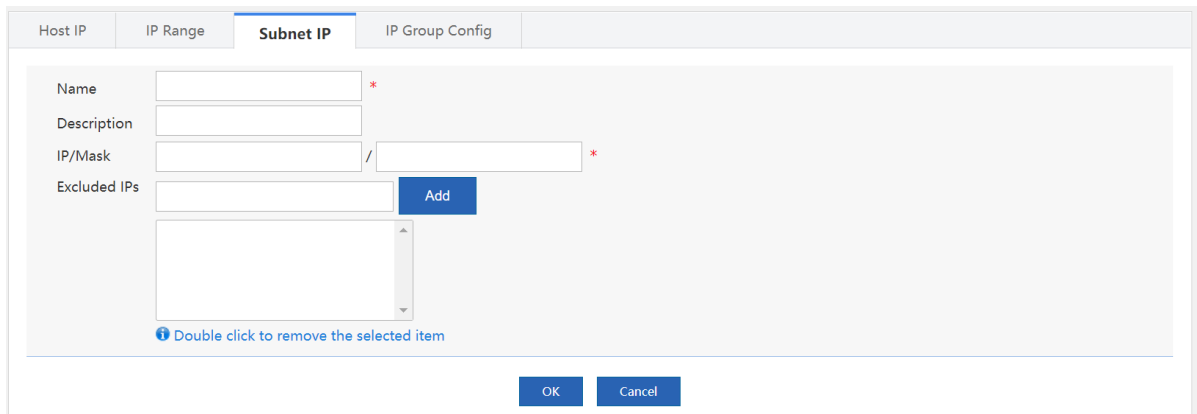 Host IP IP Range Subnet IP IP Group Config
Name *
Description
IP/Mask / *
Excluded IPs Add
Double click to remove the selected item
OK Cancel